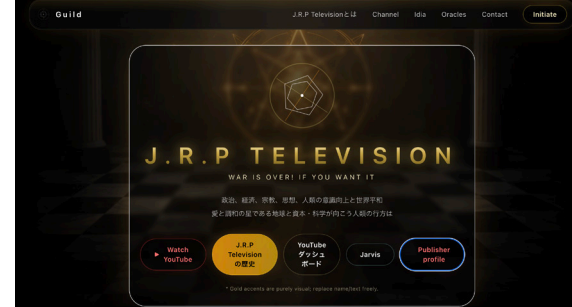 Guild
J.R.P Televisionとは
Channel
Idia
Oracles
Contact
Initiate
J.R.P TELEVISION
WAR IS OVER! IF YOU WANT IT
政治、経済、宗教、思想、人類の意識向上と世界平和
愛と調和の星である地球と資本・科学が向こう人類の行方は
▶ Watch
YouTube
J.R.P
Television
の歴史
YouTube
ダッシュ
ボード
Jarvis
Publisher
profile
* Gold accents are purely visual; replace name/text freely.